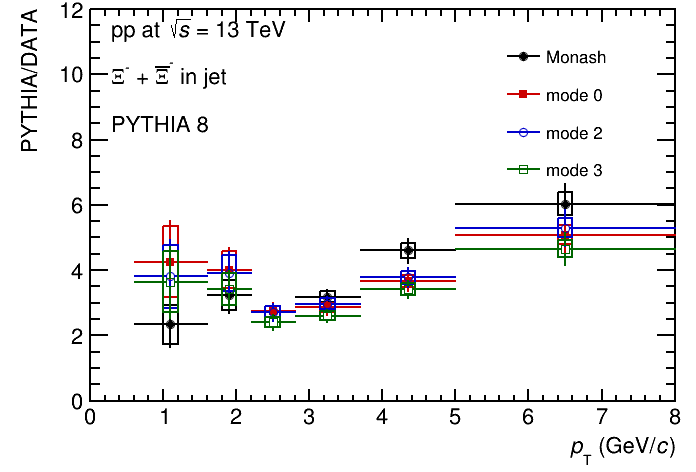 PYTHIA/DATA
12
10
8
6
4
2
0
pp at √s = 13 TeV
Ξ⁻ + Ξ̅⁻ in jet
PYTHIA 8
Monash
mode 0
mode 2
mode 3
0 1 2 3 4 5 6 7 8
p_T (GeV/c)